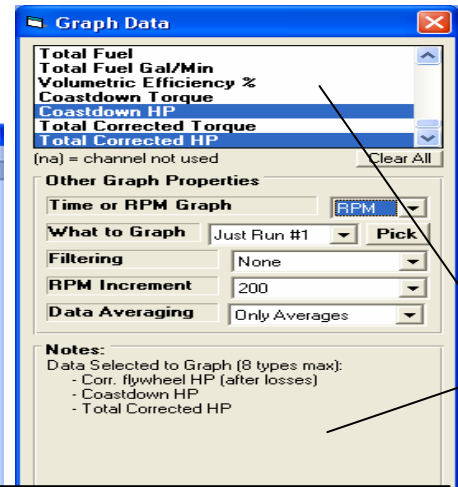 Graph Data
Total Fuel
Total Fuel Gal/Min
Volumetric Efficiency %
Coastdown Torque
Coastdown HP
Total Corrected Torque
Total Corrected HP
(na) = channel not used Clear All
Other Graph Properties
Time or RPM Graph RPM
What to Graph Just Run #1 Pick
Filtering None
RPM Increment 200
Data Averaging Only Averages
Notes:
Data Selected to Graph (8 types max):
- Corr. flywheel HP (after losses)
- Coastdown HP
- Total Corrected HP